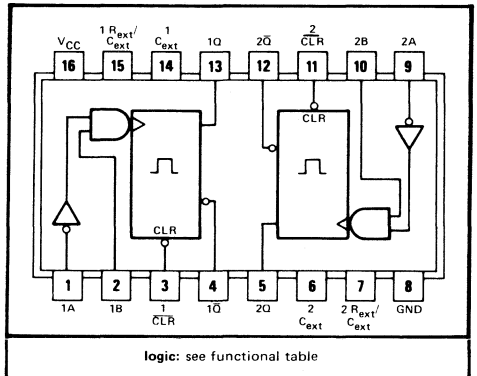 1 Rext/ 1 2
VCC Cext Cext 1Q 2Q̅ C̅L̅R̅ 2B 2A
16 15 14 13 12 11 10 9
CLR
CLR
1 2 3 4 5 6 7 8
1A 1B 1 1Q̅ 2Q 2 2 Rext/ GND
C̅L̅R̅ Cext Cext
logic: see functional table